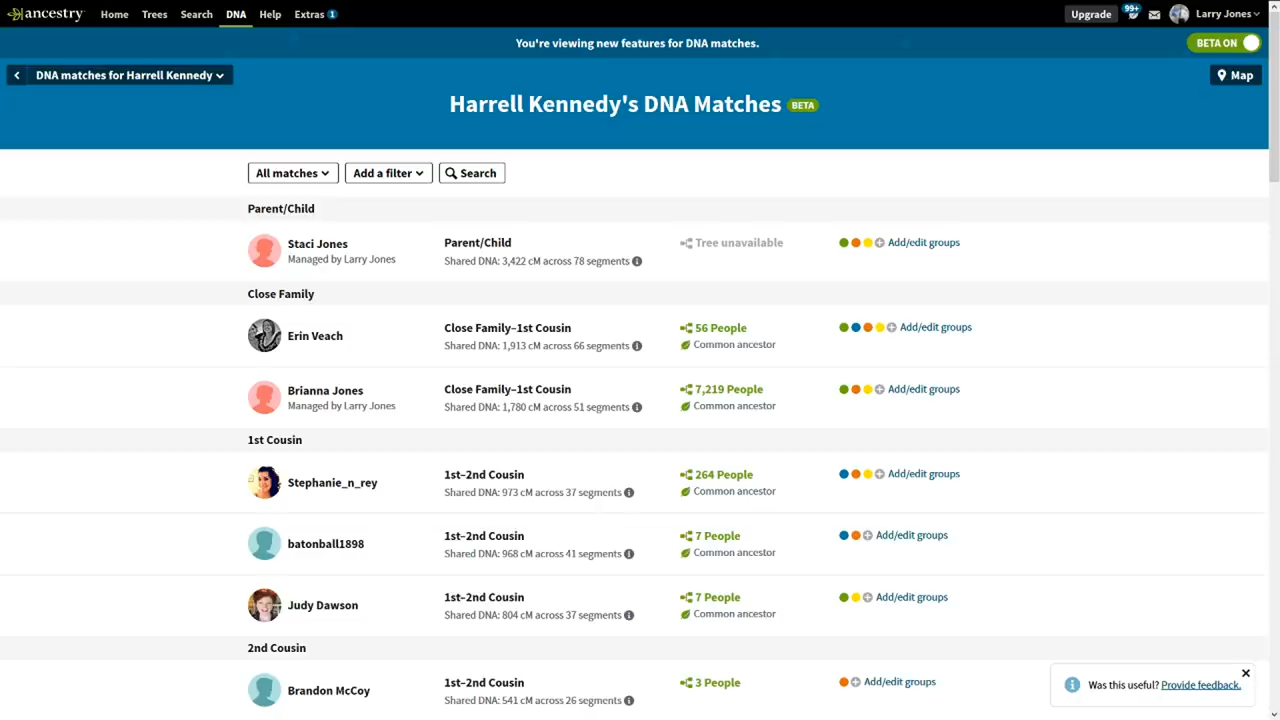 ancestry Home Trees Search DNA Help Extras 1 Upgrade 99+ Larry Jones
You're viewing new features for DNA matches. BETA ON
DNA matches for Harrell Kennedy Map
Harrell Kennedy's DNA Matches BETA
All matches Add a filter Search
Parent/Child
Staci Jones Parent/Child Tree unavailable Add/edit groups
Managed by Larry Jones Shared DNA: 3,422 cM across 78 segments
Close Family
Erin Veach Close Family–1st Cousin 56 People Add/edit groups
Shared DNA: 1,913 cM across 66 segments Common ancestor
Brianna Jones Close Family–1st Cousin 7,219 People Add/edit groups
Managed by Larry Jones Shared DNA: 1,780 cM across 51 segments Common ancestor
1st Cousin
Stephanie_n_rey 1st–2nd Cousin 264 People Add/edit groups
Shared DNA: 973 cM across 37 segments Common ancestor
batonball1898 1st–2nd Cousin 7 People Add/edit groups
Shared DNA: 968 cM across 41 segments Common ancestor
Judy Dawson 1st–2nd Cousin 7 People Add/edit groups
Shared DNA: 804 cM across 37 segments Common ancestor
2nd Cousin
Brandon McCoy 1st–2nd Cousin 3 People Add/edit groups
Shared DNA: 541 cM across 26 segments
Was this useful? Provide feedback.